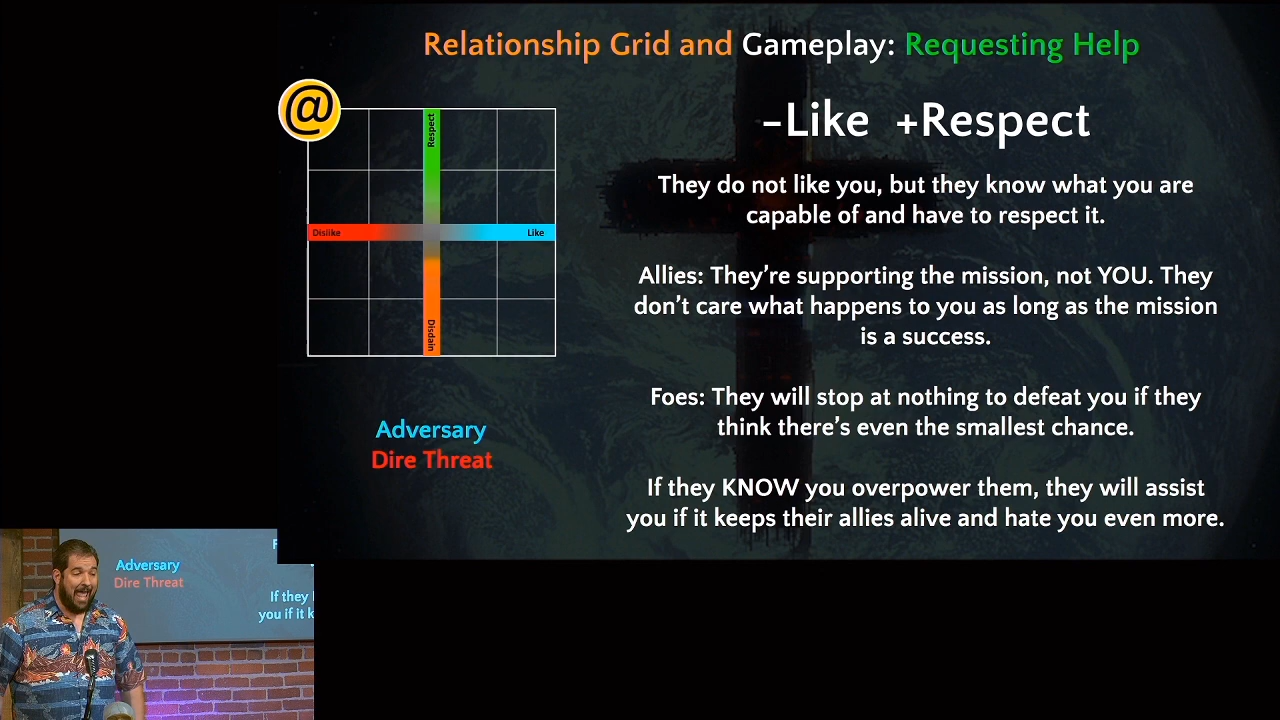 Relationship Grid and Gameplay: Requesting Help
@
Respect
Dislike
Like
Disdain
Adversary
Dire Threat
-Like +Respect
They do not like you, but they know what you are
capable of and have to respect it.
Allies: They're supporting the mission, not YOU. They
don't care what happens to you as long as the mission
is a success.
Foes: They will stop at nothing to defeat you if they
think there's even the smallest chance.
If they KNOW you overpower them, they will assist
you if it keeps their allies alive and hate you even more.
Adversary
Dire Threat
F
If they
you if it k